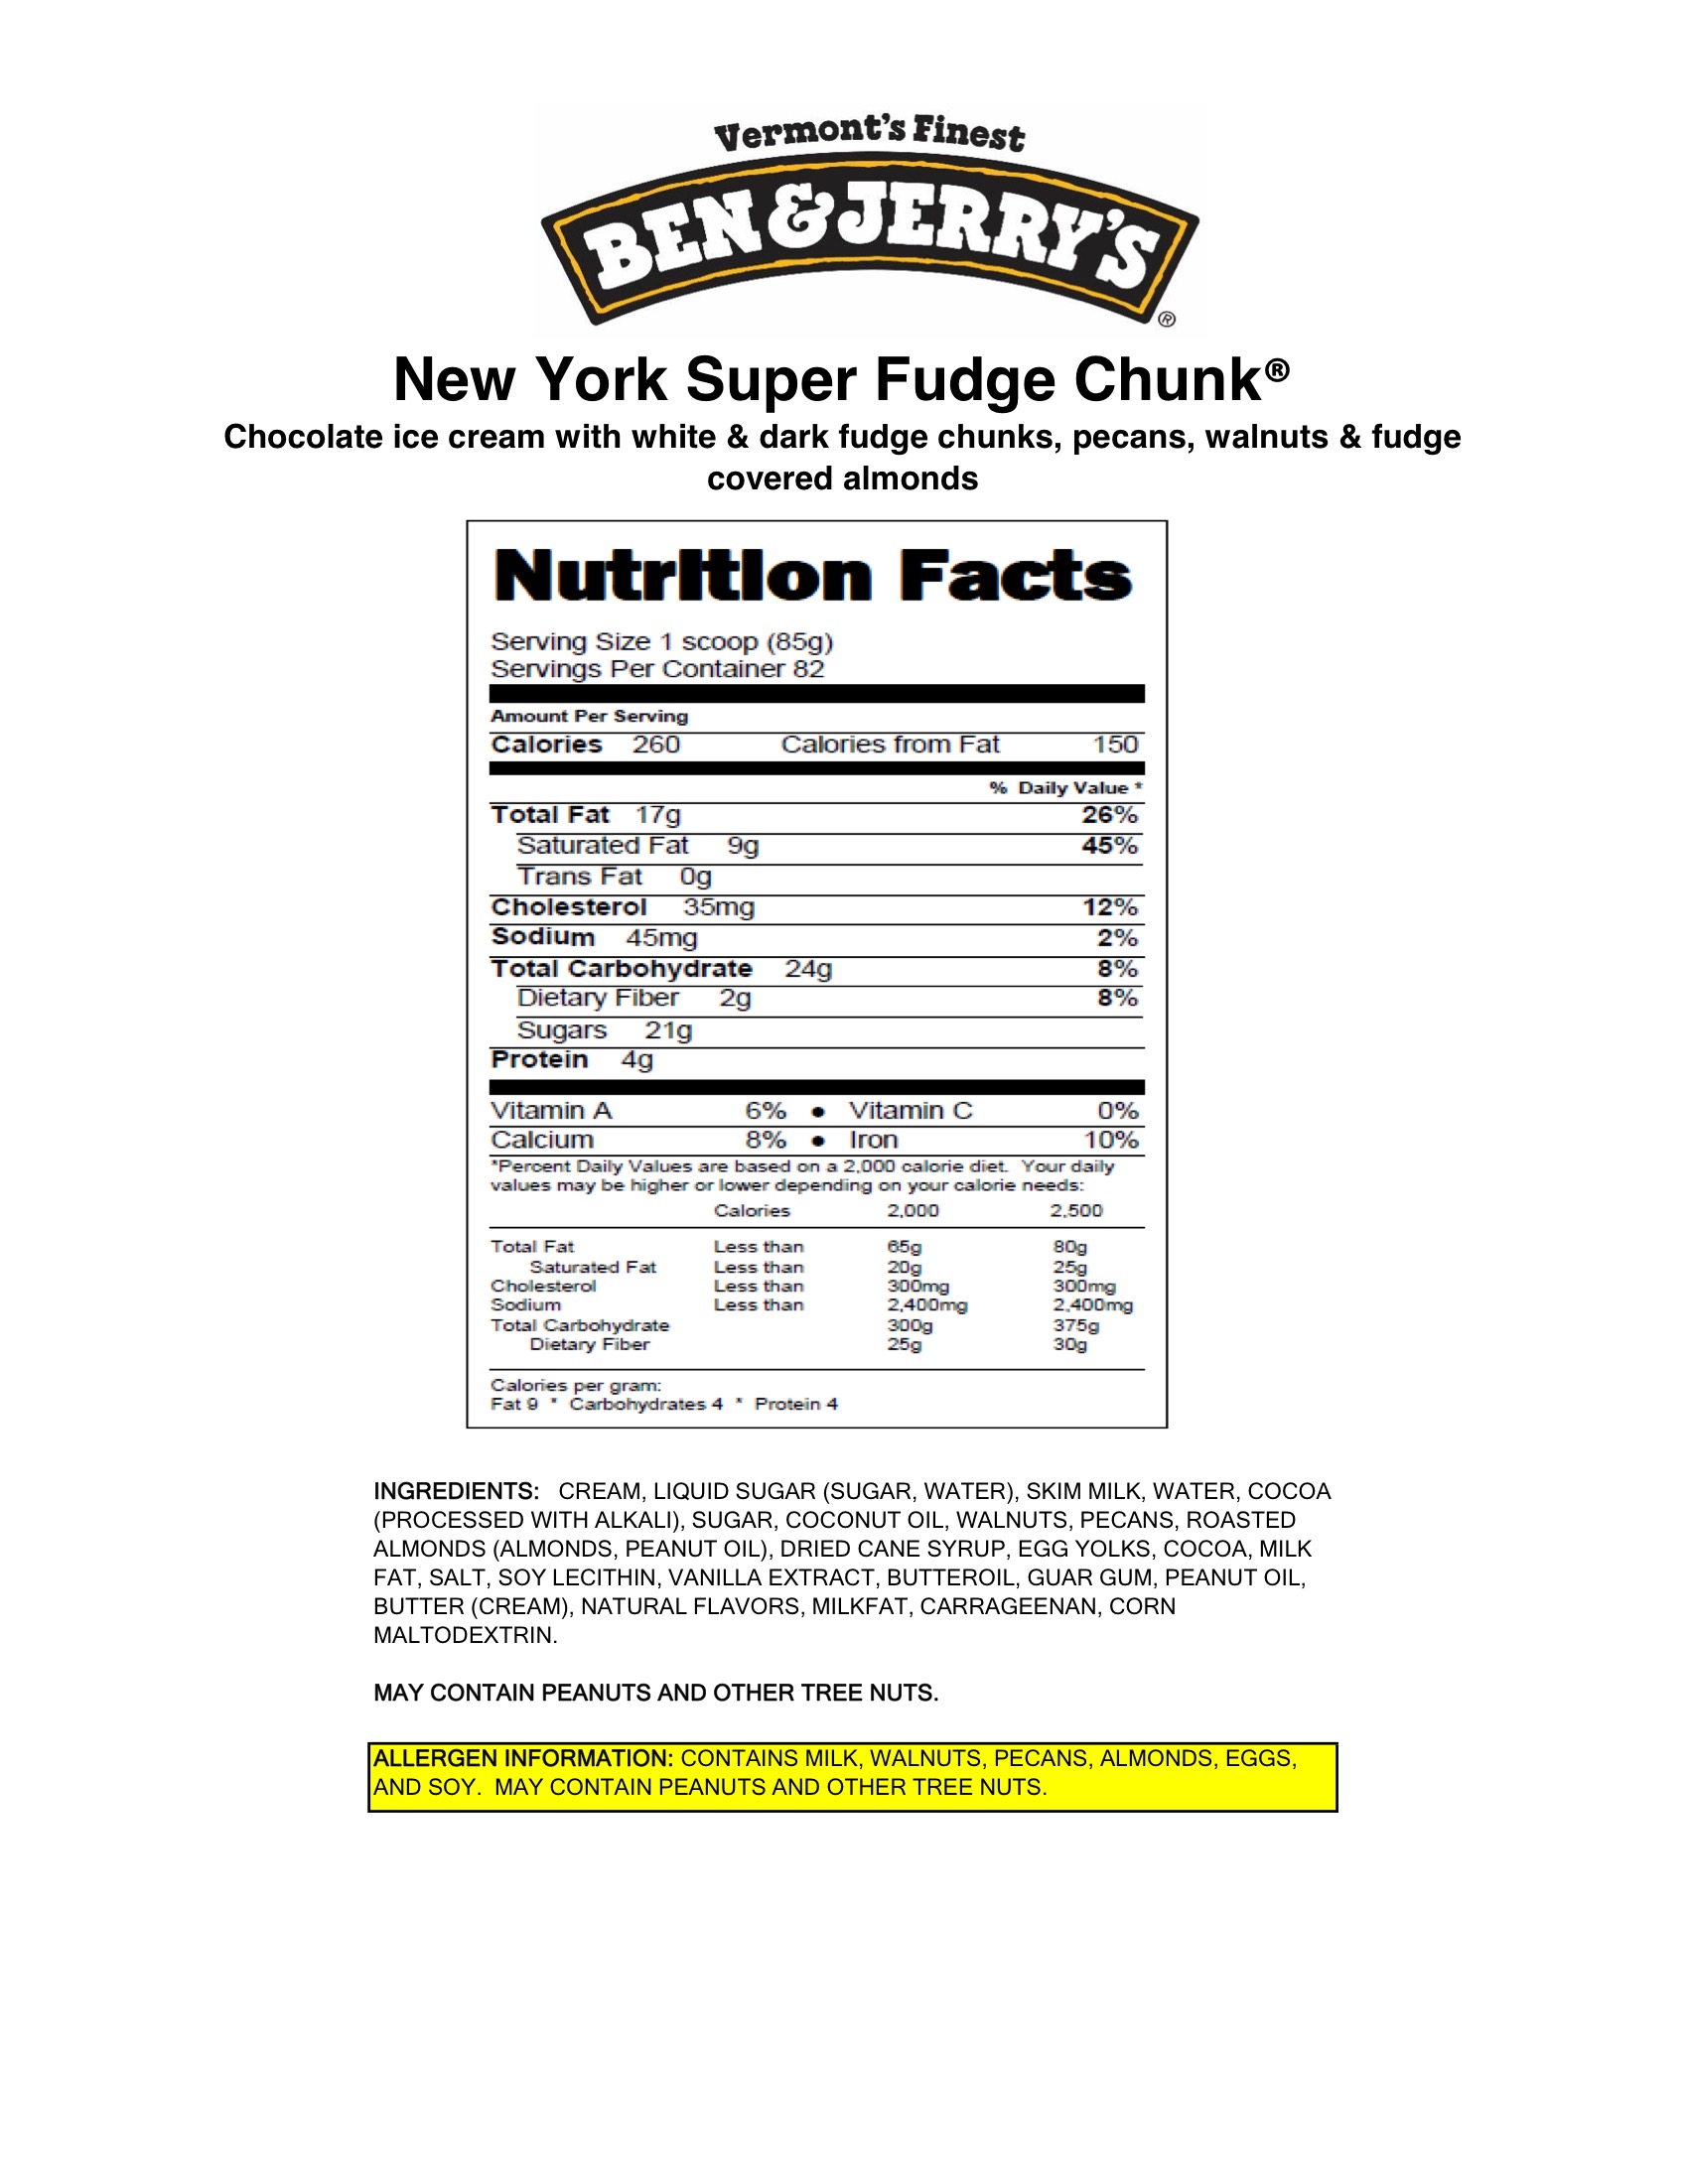 Vermont's Finest
BEN & JERRY'S
®
New York Super Fudge Chunk®
Chocolate ice cream with white & dark fudge chunks, pecans, walnuts & fudge
covered almonds
Nutrition Facts
Serving Size 1 scoop (85g)
Servings Per Container 82
Amount Per Serving
Calories 260 Calories from Fat 150
% Daily Value *
Total Fat 17g 26%
Saturated Fat 9g 45%
Trans Fat 0g
Cholesterol 35mg 12%
Sodium 45mg 2%
Total Carbohydrate 24g 8%
Dietary Fiber 2g 8%
Sugars 21g
Protein 4g
Vitamin A 6% • Vitamin C 0%
Calcium 8% • Iron 10%
*Percent Daily Values are based on a 2,000 calorie diet. Your daily
values may be higher or lower depending on your calorie needs:
Calories 2,000 2,500
Total Fat Less than 65g 80g
Saturated Fat Less than 20g 25g
Cholesterol Less than 300mg 300mg
Sodium Less than 2,400mg 2,400mg
Total Carbohydrate 300g 375g
Dietary Fiber 25g 30g
Calories per gram:
Fat 9 * Carbohydrates 4 * Protein 4
INGREDIENTS: CREAM, LIQUID SUGAR (SUGAR, WATER), SKIM MILK, WATER, COCOA
(PROCESSED WITH ALKALI), SUGAR, COCONUT OIL, WALNUTS, PECANS, ROASTED
ALMONDS (ALMONDS, PEANUT OIL), DRIED CANE SYRUP, EGG YOLKS, COCOA, MILK
FAT, SALT, SOY LECITHIN, VANILLA EXTRACT, BUTTEROIL, GUAR GUM, PEANUT OIL,
BUTTER (CREAM), NATURAL FLAVORS, MILKFAT, CARRAGEENAN, CORN
MALTODEXTRIN.
MAY CONTAIN PEANUTS AND OTHER TREE NUTS.
ALLERGEN INFORMATION: CONTAINS MILK, WALNUTS, PECANS, ALMONDS, EGGS,
AND SOY. MAY CONTAIN PEANUTS AND OTHER TREE NUTS.